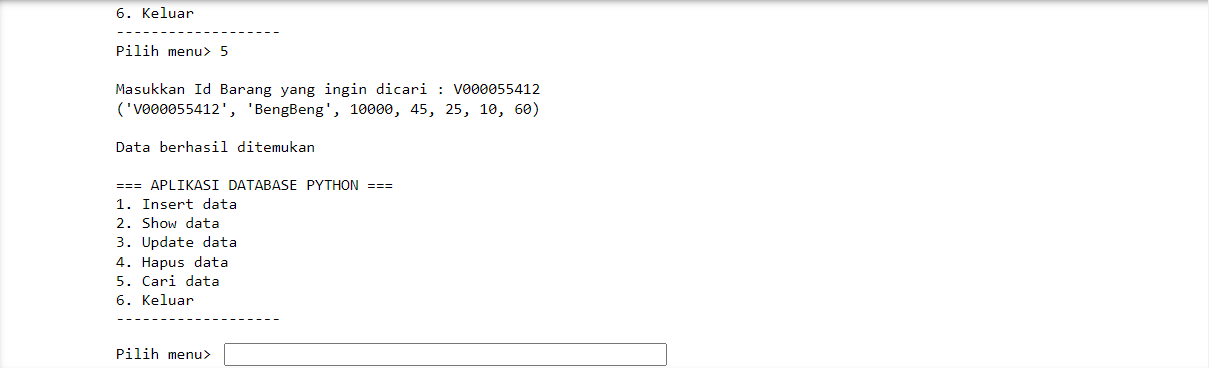 6. Keluar
-------------------
Pilih menu> 5
Masukkan Id Barang yang ingin dicari : V000055412
('V000055412', 'BengBeng', 10000, 45, 25, 10, 60)
Data berhasil ditemukan
=== APLIKASI DATABASE PYTHON ===
1. Insert data
2. Show data
3. Update data
4. Hapus data
5. Cari data
6. Keluar
-------------------
Pilih menu>